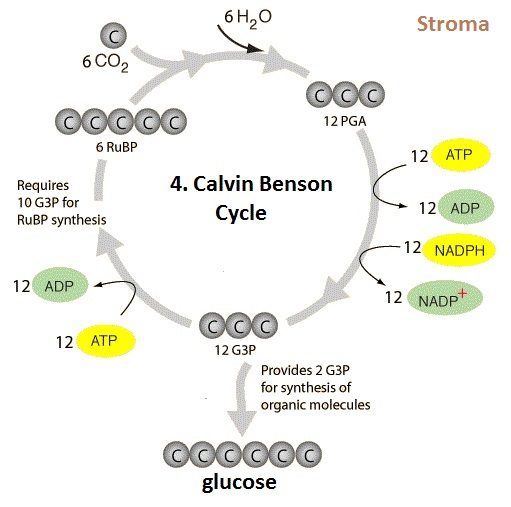 Stroma
6 H₂O
C
6 CO₂
C C C C C
6 RuBP
C C C
12 PGA
12 ATP
12 ADP
12 NADPH
12 NADP+
4. Calvin Benson
Cycle
Requires
10 G3P for
RuBP synthesis
12 ADP
12 ATP
C C C
12 G3P
Provides 2 G3P
for synthesis of
organic molecules
C C C C C C
glucose